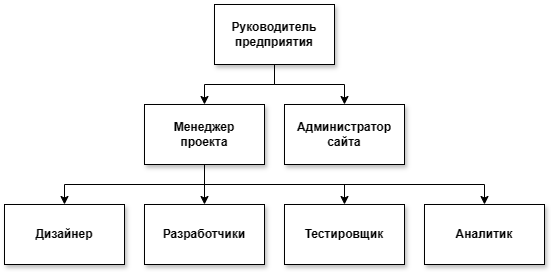 Руководитель
предприятия
Менеджер
проекта
Администратор
сайта
Дизайнер
Разработчики
Тестировщик
Аналитик